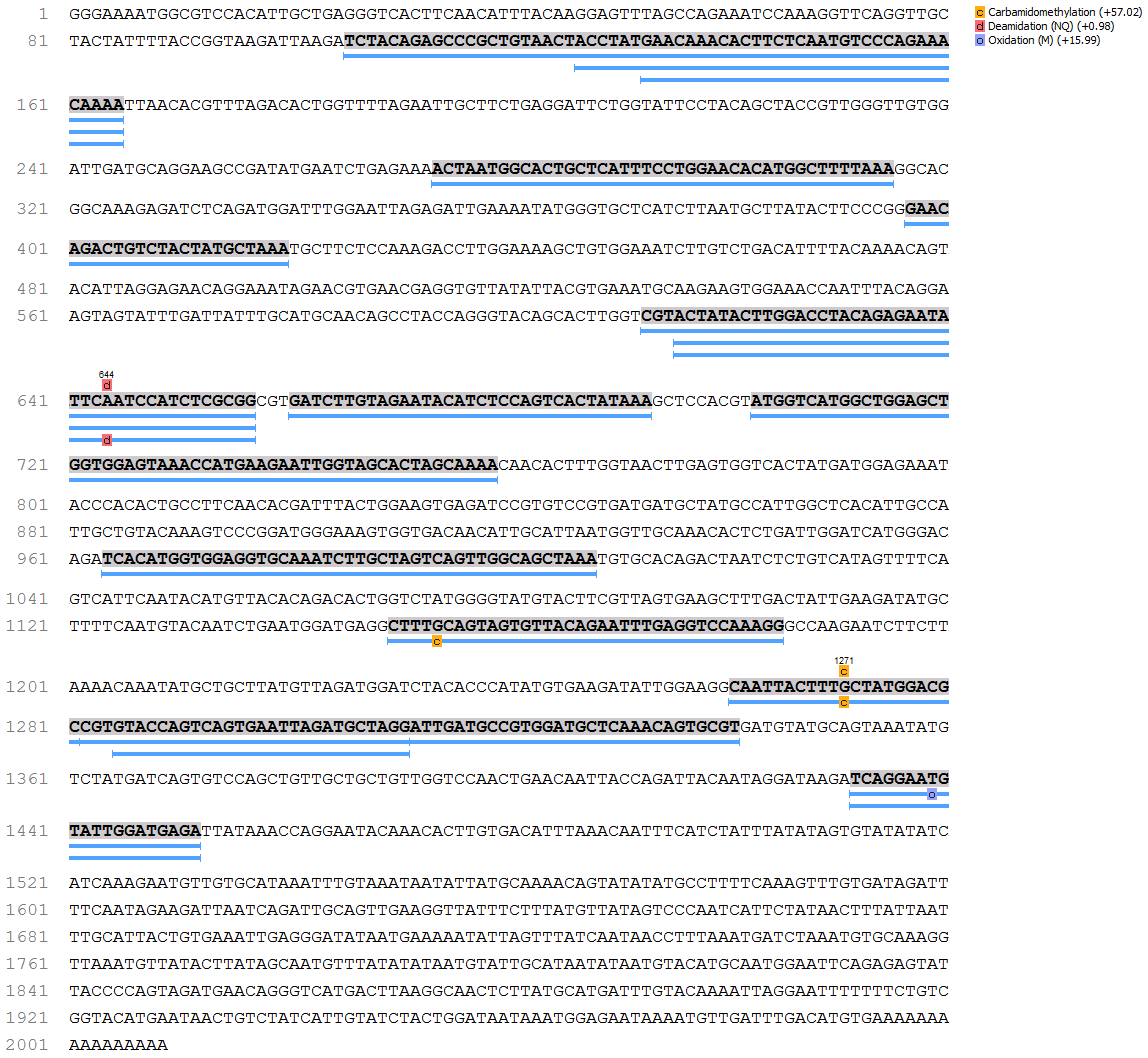 1 GGGAAAATGGCGTCCACATTGCTGAGGGTCACTTCAACATTTACAAGGAGTTTAGCCAGAAATCCAAAGGTTCAGGTTGC
c Carbamidomethylation (+57.02)
d Deamidation (NQ) (+0.98)
o Oxidation (M) (+15.99)
81 TACTATTTTACCGGTAAGATTAAGATCTACAGAGCCCGCTGTAACTACCTATGAACAAACACTTCTCAATGTCCCAGAAA
161 CAAAATTAACACGTTTAGACACTGGTTTTAGAATTGCTTCTGAGGATTCTGGTATTCCTACAGCTACCGTTGGGTTGTGG
241 ATTGATGCAGGAAGCCGATATGAATCTGAGAAAACTAATGGCACTGCTCATTTCCTGGAACACATGGCTTTTAAAGGCAC
321 GGCAAAGAGATCTCAGATGGATTTGGAATTAGAGATTGAAAATATGGGTGCTCATCTTAATGCTTATACTTCCCGGGAAC
401 AGACTGTCTACTATGCTAAATGCTTCTCCAAAGACCTTGGAAAAGCTGTGGAAATCTTGTCTGACATTTTACAAAACAGT
481 ACATTAGGAGAACAGGAAATAGAACGTGAACGAGGTGTTATATTACGTGAAATGCAAGAAGTGGAAACCAATTTACAGGA
561 AGTAGTATTTGATTATTTGCATGCAACAGCCTACCAGGGTACAGCACTTGGTCGTACTATACTTGGACCTACAGAGAATA
644
d
641 TTCAATCCATCTCGCGGCGTGATCTTGTAGAATACATCTCCAGTCACTATAAAGCTCCACGTATGGTCATGGCTGGAGCT
d
721 GGTGGAGTAAACCATGAAGAATTGGTAGCACTAGCAAAACAACACTTTGGTAACTTGAGTGGTCACTATGATGGAGAAAT
801 ACCCACACTGCCTTCAACACGATTTACTGGAAGTGAGATCCGTGTCCGTGATGATGCTATGCCATTGGCTCACATTGCCA
881 TTGCTGTACAAAGTCCCGGATGGGAAAGTGGTGACAACATTGCATTAATGGTTGCAAACACTCTGATTGGATCATGGGAC
961 AGATCACATGGTGGAGGTGCAAATCTTGCTAGTCAGTTGGCAGCTAAATGTGCACAGACTAATCTCTGTCATAGTTTTCA
1041 GTCATTCAATACATGTTACACAGACACTGGTCTATGGGGTATGTACTTCGTTAGTGAAGCTTTGACTATTGAAGATATGC
1121 TTTTCAATGTACAATCTGAATGGATGAGGCTTTGCAGTAGTGTTACAGAATTTGAGGTCCAAAGGGCCAAGAATCTTCTT
c
1271
c
1201 AAAACAAATATGCTGCTTATGTTAGATGGATCTACACCCATATGTGAAGATATTGGAAGGCAATTACTTTGCTATGGACG
c
1281 CCGTGTACCAGTCAGTGAATTAGATGCTAGGATTGATGCCGTGGATGCTCAAACAGTGCGTGATGTATGCAGTAAATATG
1361 TCTATGATCAGTGTCCAGCTGTTGCTGCTGTTGGTCCAACTGAACAATTACCAGATTACAATAGGATAAGATCAGGAATG
o
1441 TATTGGATGAGATTATAAACCAGGAATACAAACACTTGTGACATTTAAACAATTTCATCTATTTATATAGTGTATATATC
1521 ATCAAAGAATGTTGTGCATAAATTTGTAAATAATATTATGCAAAACAGTATATATGCCTTTTCAAAGTTTGTGATAGATT
1601 TTCAATAGAAGATTAATCAGATTGCAGTTGAAGGTTATTTCTTTATGTTATAGTCCCAATCATTCTATAACTTTATTAAT
1681 TTGCATTACTGTGAAATTGAGGGATATAATGAAAAATATTAGTTTATCAATAACCTTTAAATGATCTAAATGTGCAAAGG
1761 TTAAATGTTATACTTATAGCAATGTTTATATATAATGTATTGCATAATATAATGTACATGCAATGGAATTCAGAGAGTAT
1841 TACCCCAGTAGATGAACAGGGTCATGACTTAAGGCAACTCTTATGCATGATTTGTACAAAATTAGGAATTTTTTTCTGTC
1921 GGTACATGAATAACTGTCTATCATTGTATCTACTGGATAATAAATGGAGAATAAAATGTTGATTTGACATGTGAAAAAAA
2001 AAAAAAAAA